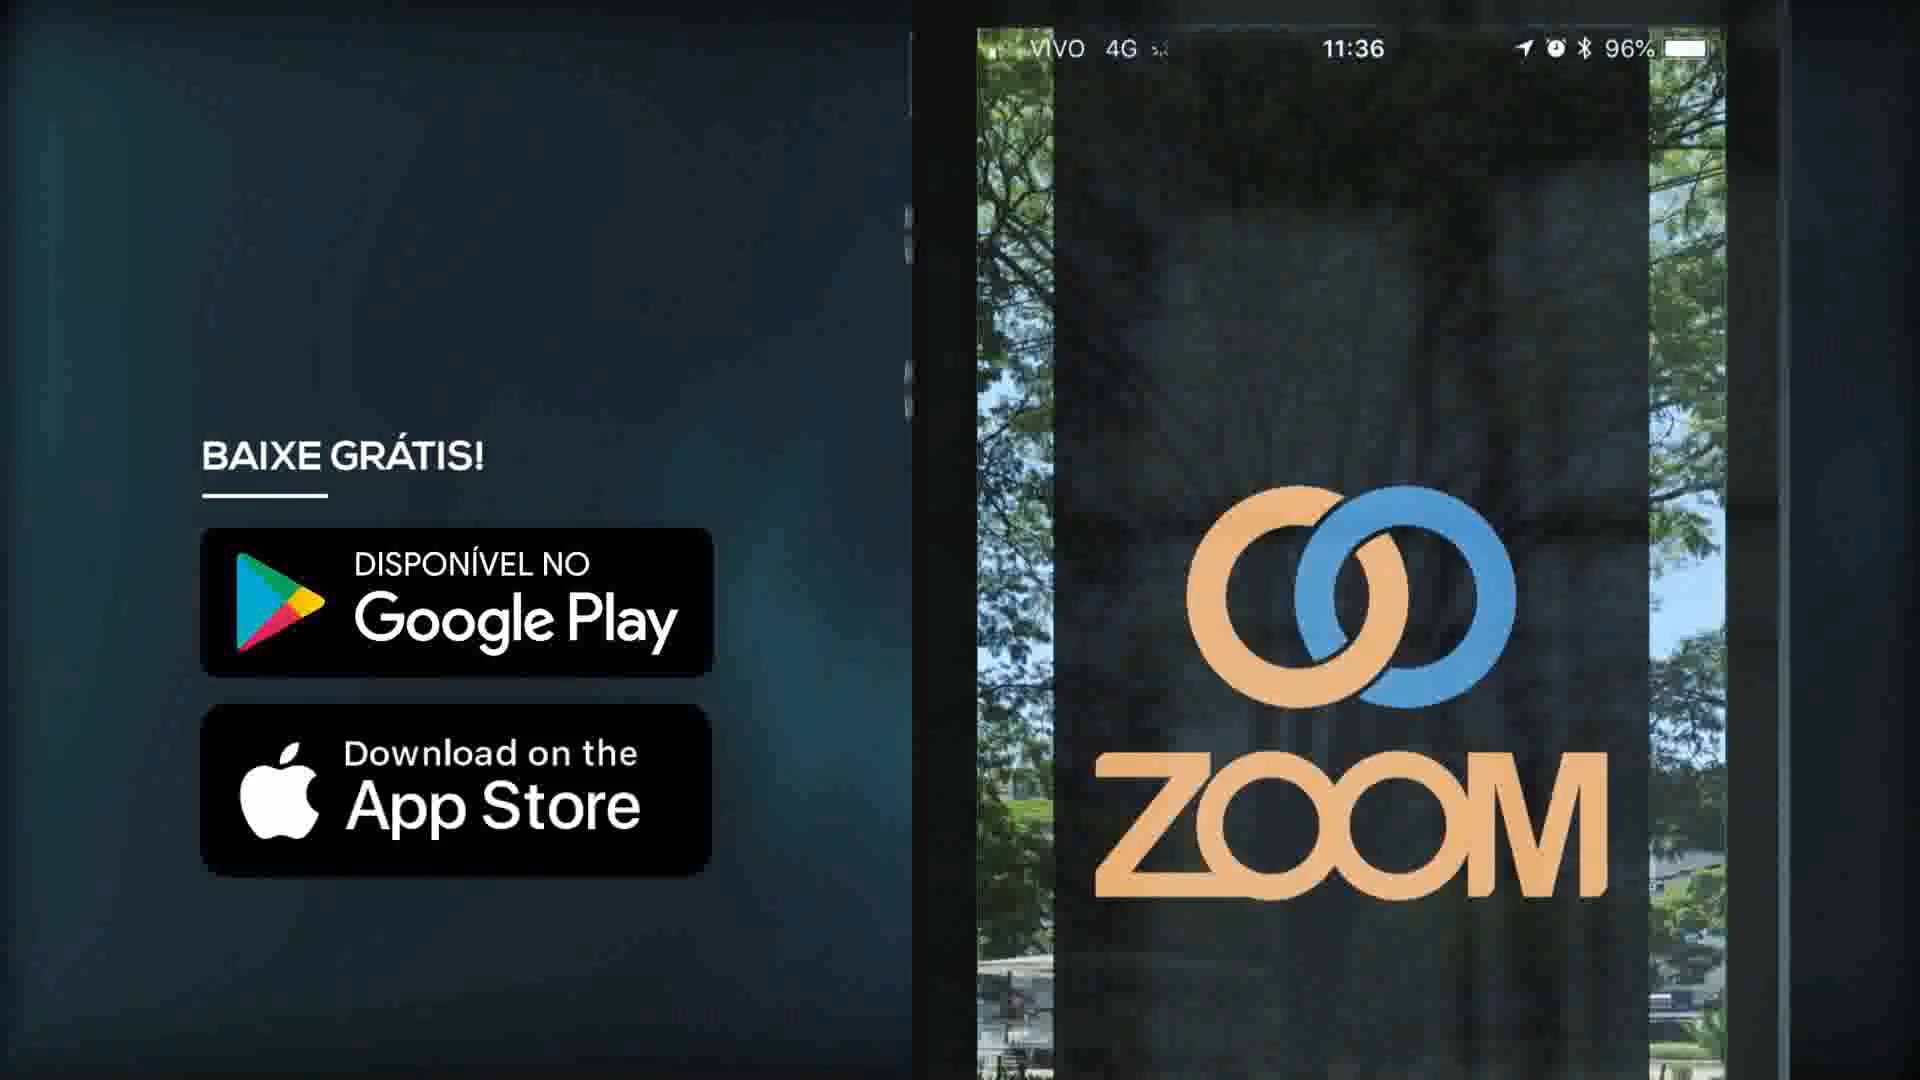 BAIXE GRÁTIS!
DISPONÍVEL NO
Google Play
Download on the
App Store
VIVO 4G 11:36 96%
ZOOM